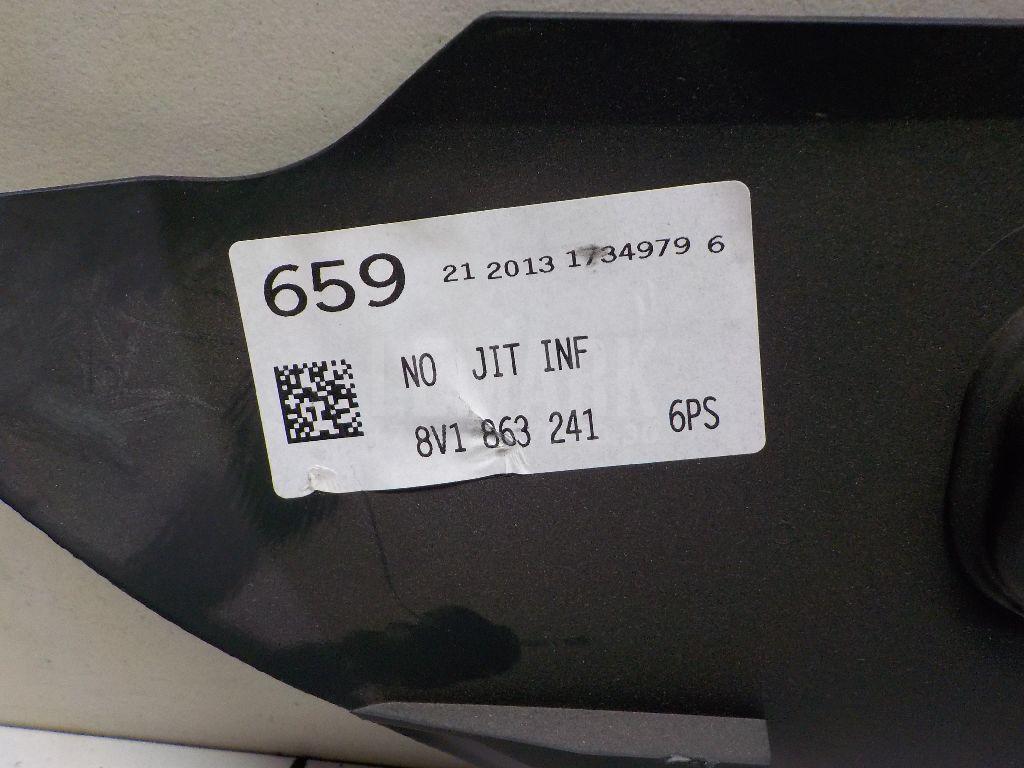 659 21 2013 1734979 6
NO JIT INF
8V1 863 241 6PS